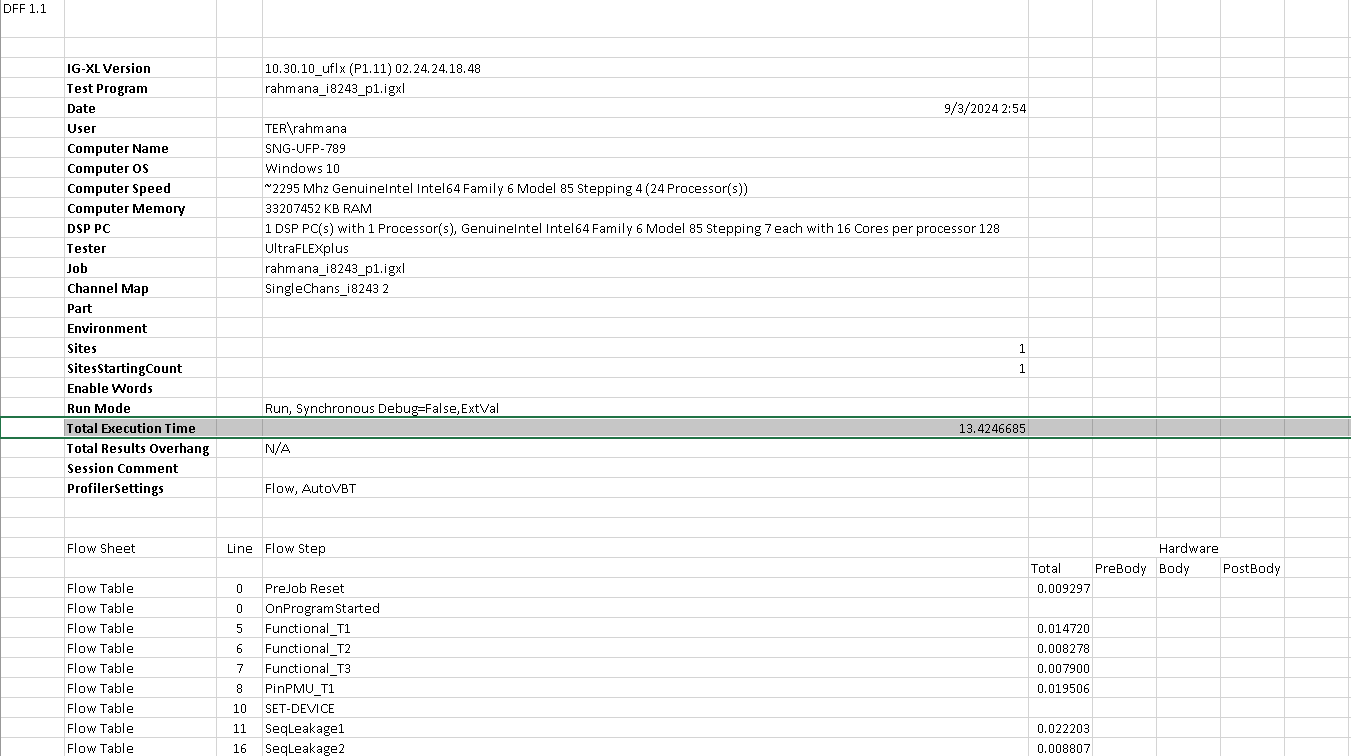 DFF 1.1
IG-XL Version 10.30.10_uflx (P1.11) 02.24.24.18.48
Test Program rahmana_i8243_p1.igxl
Date 9/3/2024 2:54
User TER\rahmana
Computer Name SNG-UFP-789
Computer OS Windows 10
Computer Speed ~2295 Mhz GenuineIntel Intel64 Family 6 Model 85 Stepping 4 (24 Processor(s))
Computer Memory 33207452 KB RAM
DSP PC 1 DSP PC(s) with 1 Processor(s), GenuineIntel Intel64 Family 6 Model 85 Stepping 7 each with 16 Cores per processor 128
Tester UltraFLEXplus
Job rahmana_i8243_p1.igxl
Channel Map SingleChans_i8243 2
Part
Environment
Sites 1
SitesStartingCount 1
Enable Words
Run Mode Run, Synchronous Debug=False,ExtVal
Total Execution Time 13.4246685
Total Results Overhang N/A
Session Comment
ProfilerSettings Flow, AutoVBT
Flow Sheet Line Flow Step Hardware
Total PreBody Body PostBody
Flow Table 0 PreJob Reset 0.009297
Flow Table 0 OnProgramStarted
Flow Table 5 Functional_T1 0.014720
Flow Table 6 Functional_T2 0.008278
Flow Table 7 Functional_T3 0.007900
Flow Table 8 PinPMU_T1 0.019506
Flow Table 10 SET-DEVICE
Flow Table 11 SeqLeakage1 0.022203
Flow Table 16 SeqLeakage2 0.008807